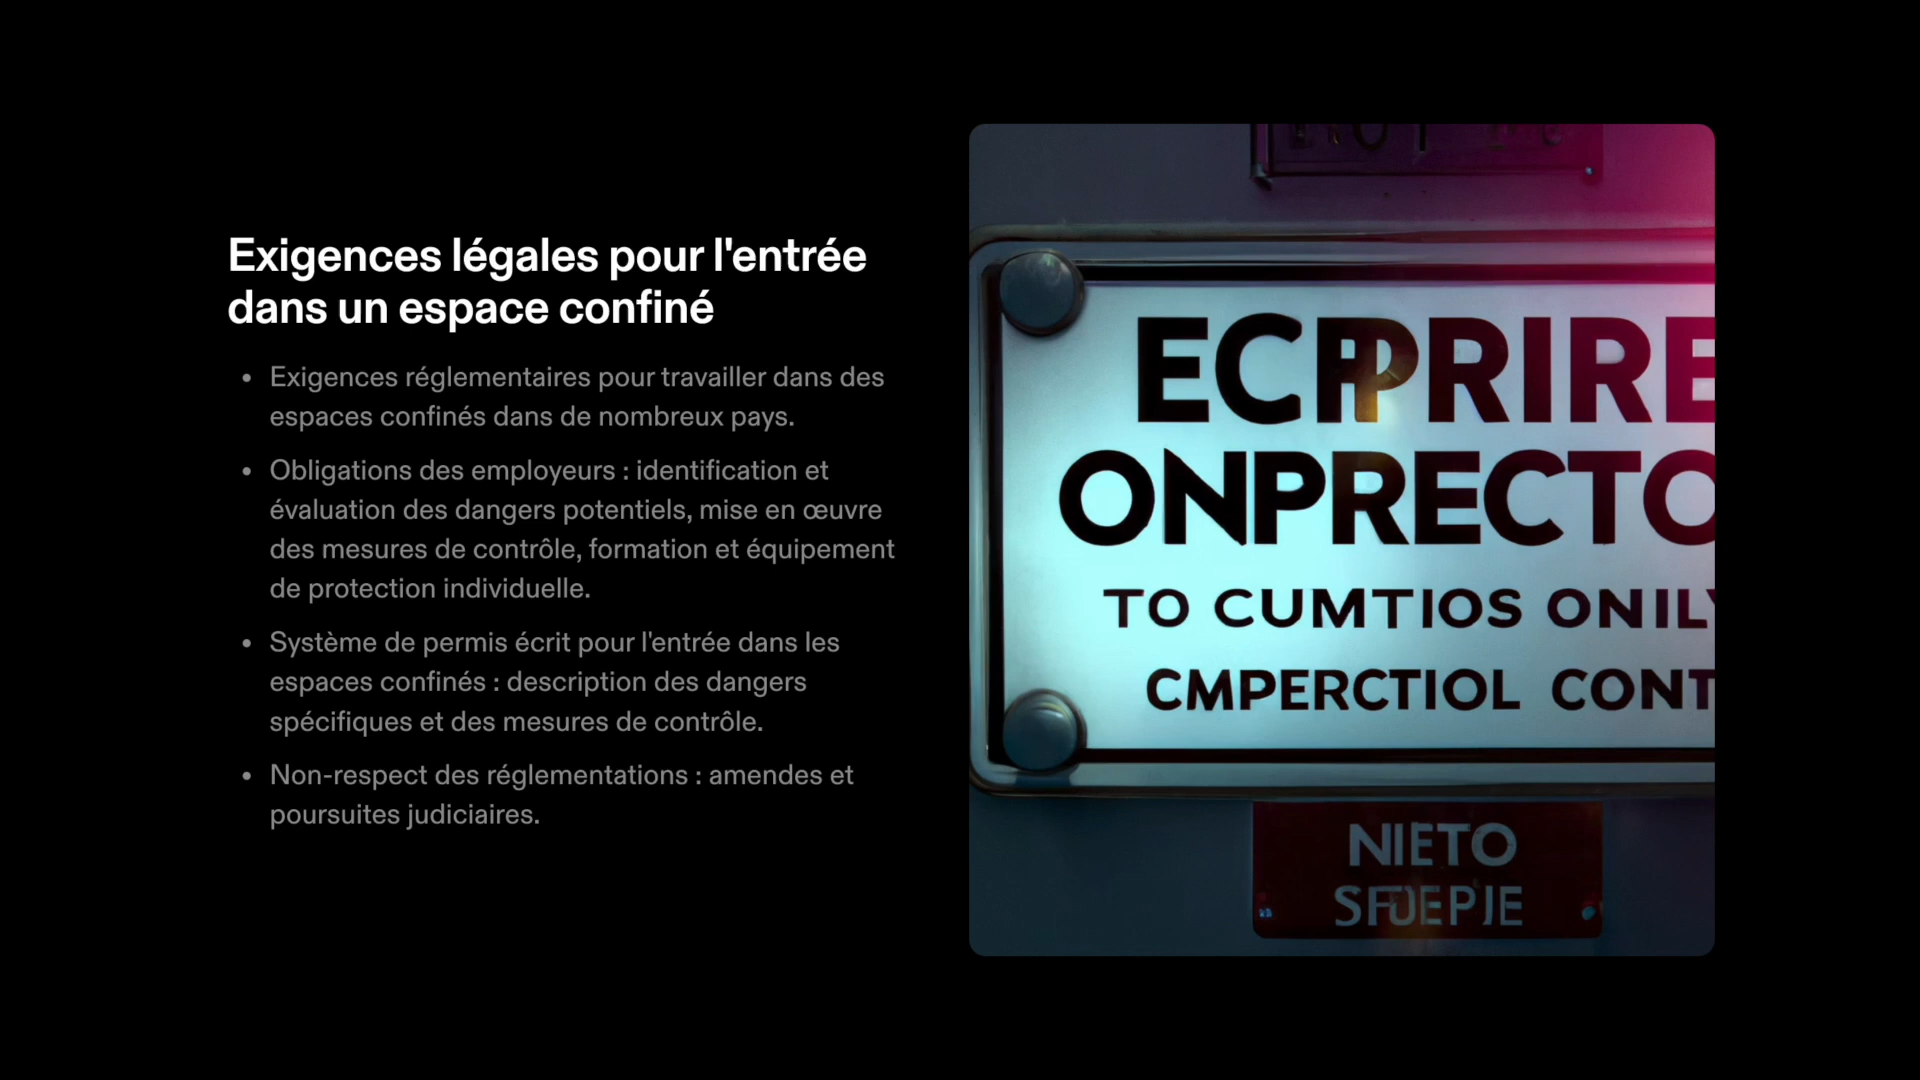 Exigences légales pour l'entrée
dans un espace confiné
• Exigences réglementaires pour travailler dans des
espaces confinés dans de nombreux pays.
• Obligations des employeurs : identification et
évaluation des dangers potentiels, mise en œuvre
des mesures de contrôle, formation et équipement
de protection individuelle.
• Système de permis écrit pour l'entrée dans les
espaces confinés : description des dangers
spécifiques et des mesures de contrôle.
• Non-respect des réglementations : amendes et
poursuites judiciaires.
ONPRECTO
TO CUMTIOS ONILY
CMPERCTIOL CONT
NIETO